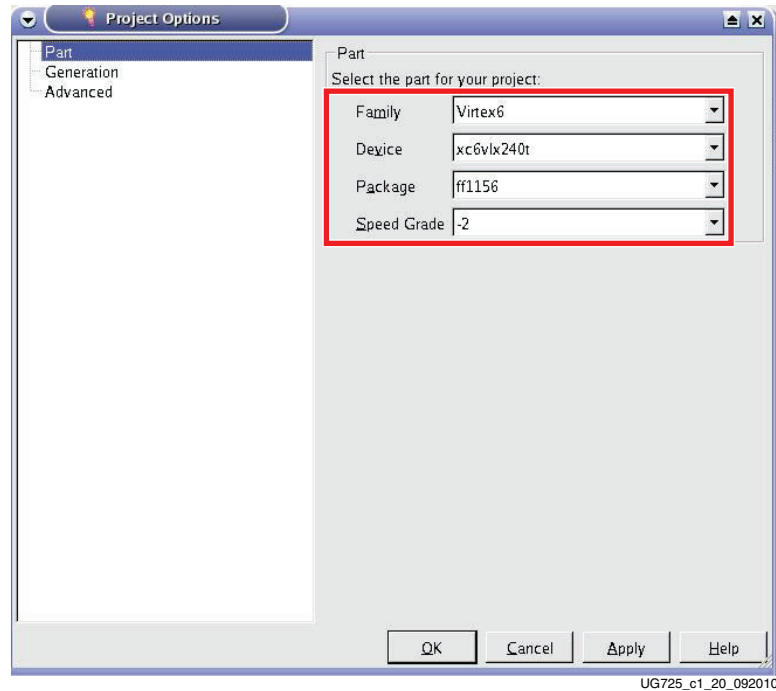 Project Options
Part
Generation
Advanced
Part
Select the part for your project:
Family Virtex6
Device xc6vlx240t
Package ff1156
Speed Grade -2
OK Cancel Apply Help
UG725_c1_20_092010